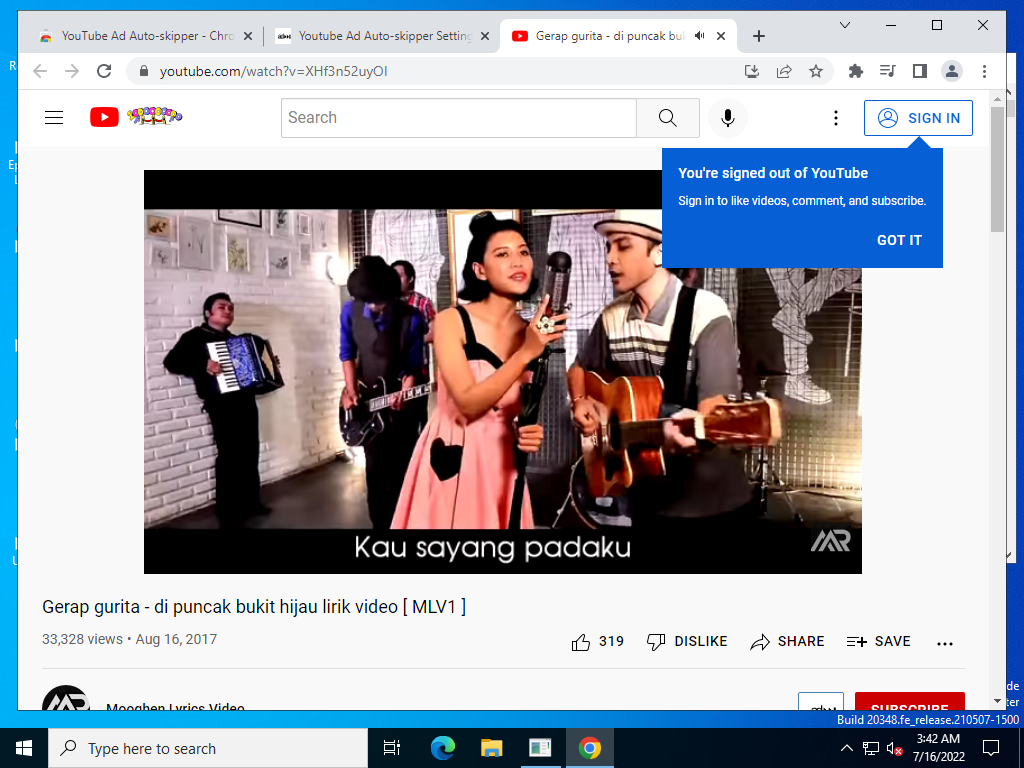 YouTube Ad Auto-skipper - Chro
Youtube Ad Auto-skipper Setting
Gerap gurita - di puncak buk
youtube.com/watch?v=XHf3n52uyOI
Search
SIGN IN
You're signed out of YouTube
Sign in to like videos, comment, and subscribe.
GOT IT
Kau sayang padaku
MR
Gerap gurita - di puncak bukit hijau lirik video [ MLV1 ]
33,328 views • Aug 16, 2017
319
DISLIKE
SHARE
SAVE
Mooghen Lyrics Video
SUBSCRIBE
Build 20348.fe_release.210507-1500
Type here to search
3:42 AM
7/16/2022